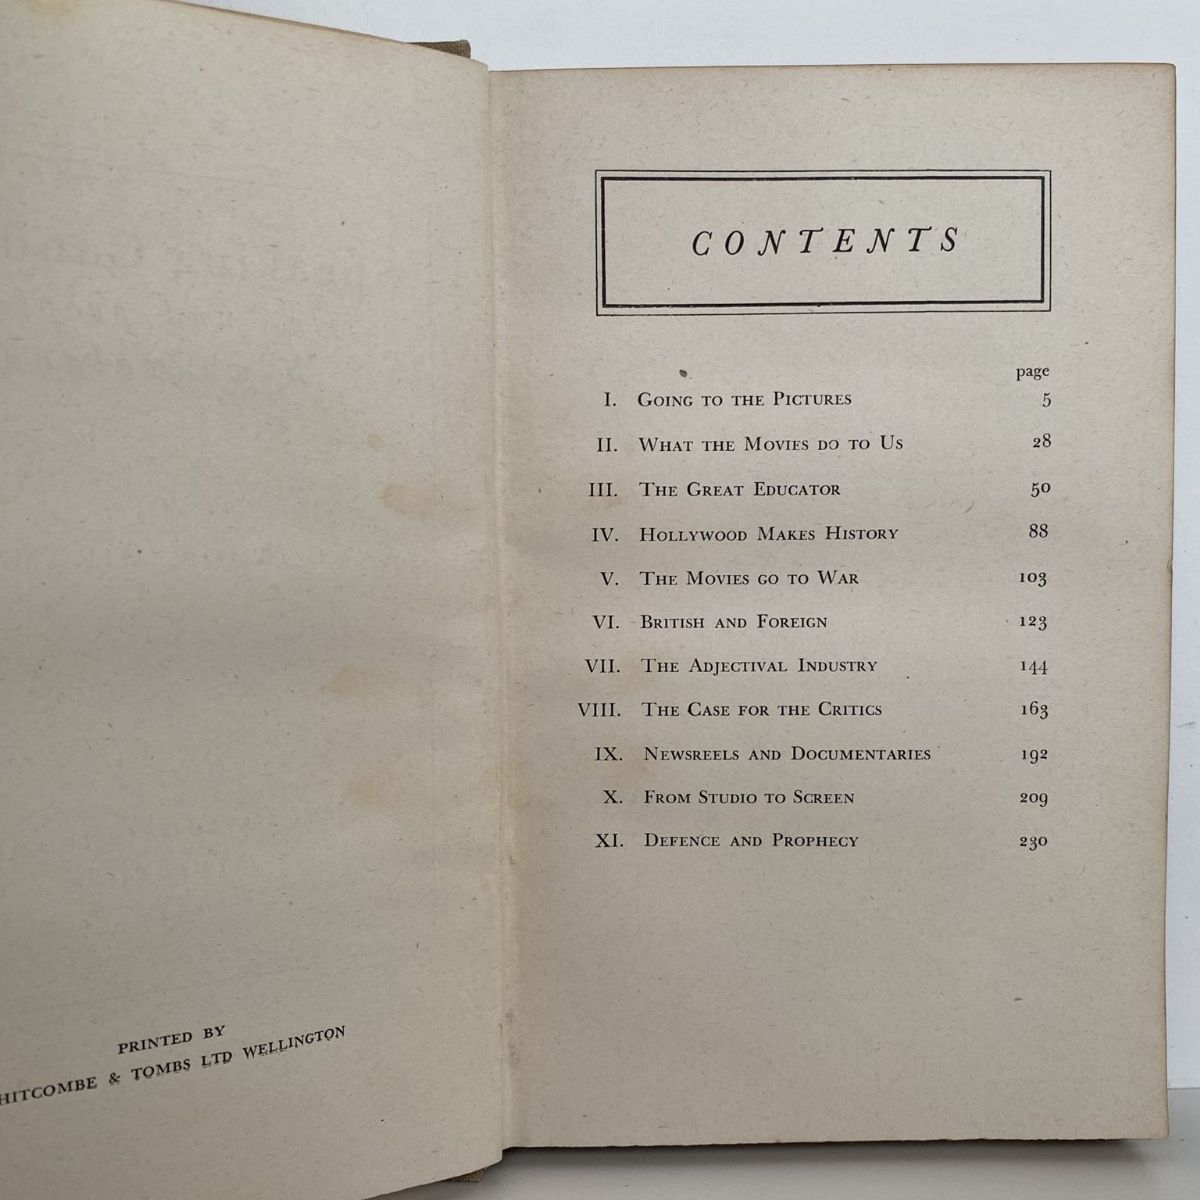 PRINTED BY
HITCOMBE & TOMBS LTD WELLINGTON
CONTENTS
page
I. GOING TO THE PICTURES 5
II. WHAT THE MOVIES DO TO US 28
III. THE GREAT EDUCATOR 50
IV. HOLLYWOOD MAKES HISTORY 88
V. THE MOVIES GO TO WAR 103
VI. BRITISH AND FOREIGN 123
VII. THE ADJECTIVAL INDUSTRY 144
VIII. THE CASE FOR THE CRITICS 163
IX. NEWSREELS AND DOCUMENTARIES 192
X. FROM STUDIO TO SCREEN 209
XI. DEFENCE AND PROPHECY 230